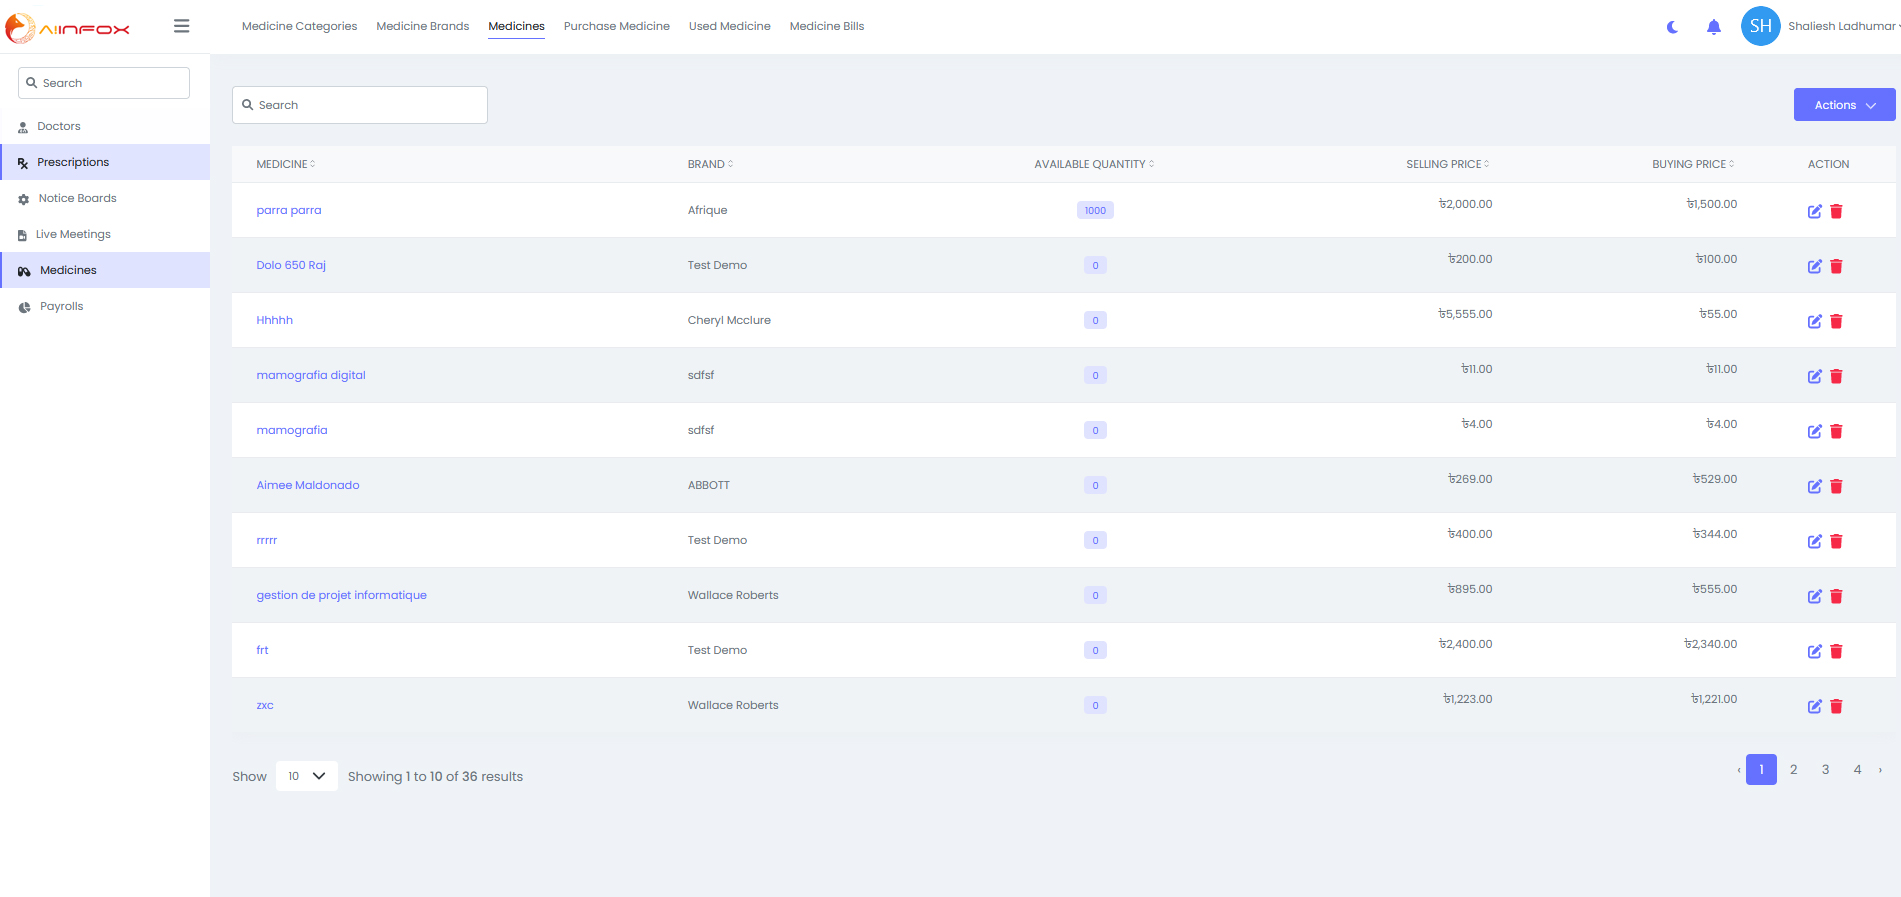 AIINFOX
Medicine Categories Medicine Brands Medicines Purchase Medicine Used Medicine Medicine Bills
SH Shaliesh Ladhumar
Search
Doctors
Prescriptions
Notice Boards
Live Meetings
Medicines
Payrolls
Search
Actions
MEDICINE BRAND AVAILABLE QUANTITY SELLING PRICE BUYING PRICE ACTION
parra parra Afrique 1000 ৳2,000.00 ৳1,500.00
Dolo 650 Raj Test Demo 0 ৳200.00 ৳100.00
Hhhhh Cheryl Mcclure 0 ৳5,555.00 ৳55.00
mamografia digital sdfsf 0 ৳11.00 ৳11.00
mamografia sdfsf 0 ৳4.00 ৳4.00
Aimee Maldonado ABBOTT 0 ৳269.00 ৳529.00
rrrrr Test Demo 0 ৳400.00 ৳344.00
gestion de projet informatique Wallace Roberts 0 ৳895.00 ৳555.00
frt Test Demo 0 ৳2,400.00 ৳2,340.00
zxc Wallace Roberts 0 ৳1,223.00 ৳1,221.00
Show 10 Showing 1 to 10 of 36 results
‹ 1 2 3 4 ›